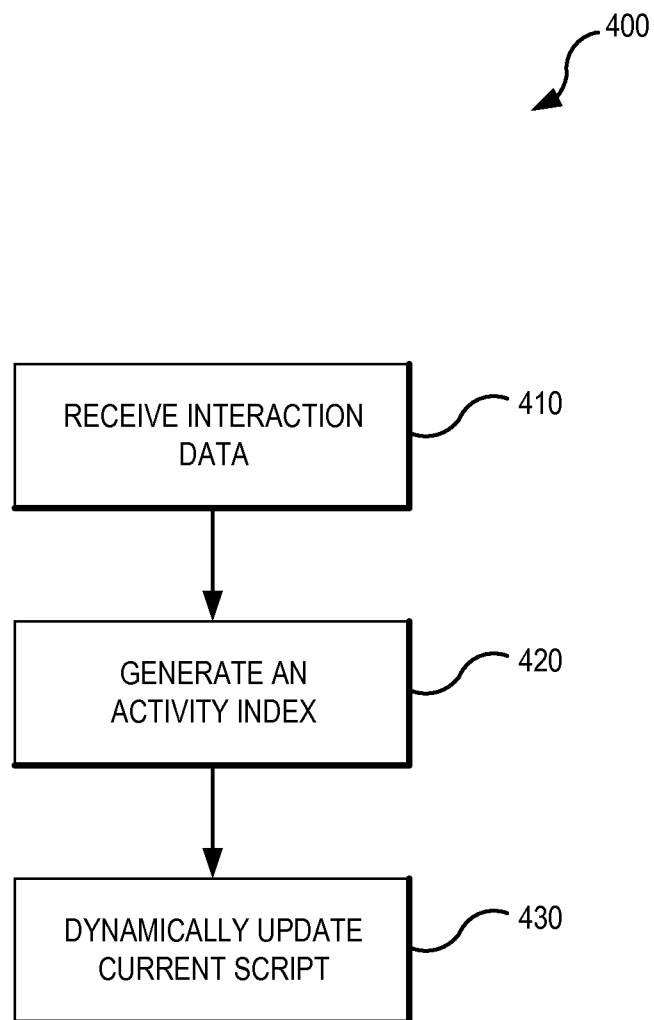 400
RECEIVE INTERACTION
DATA
410
GENERATE AN
ACTIVITY INDEX
420
DYNAMICALLY UPDATE
CURRENT SCRIPT
430